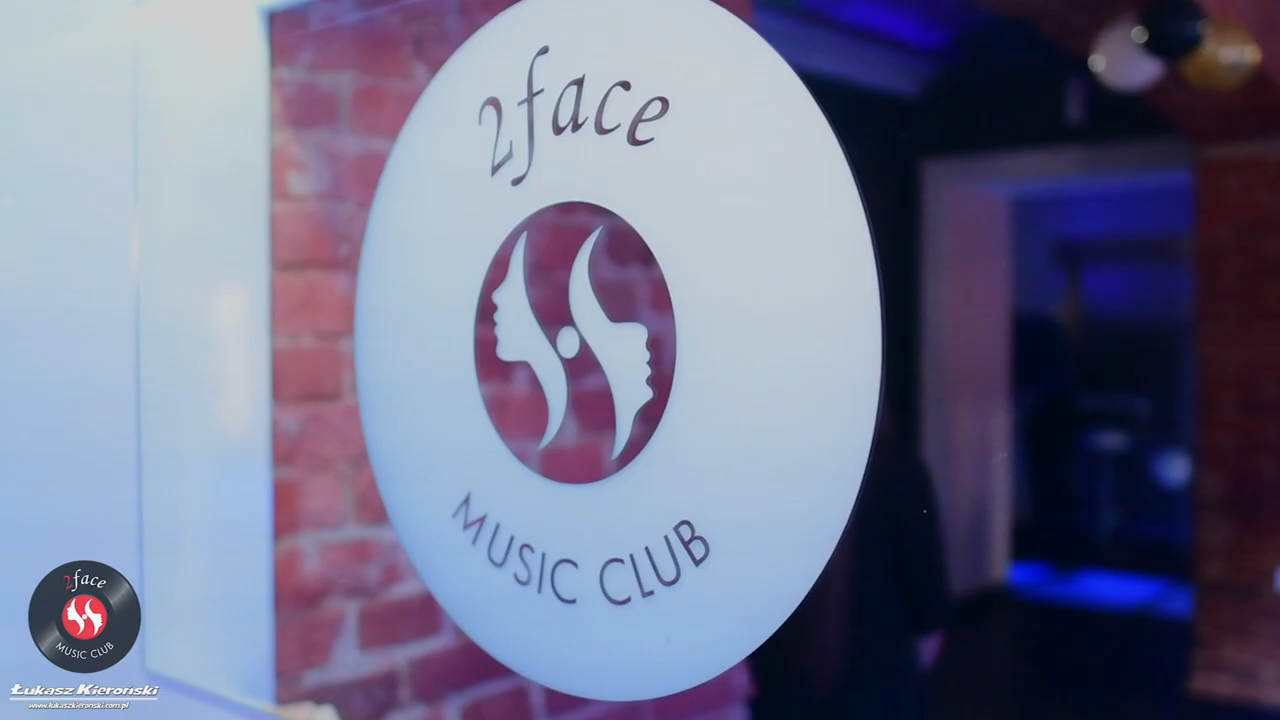 2face
MUSIC CLUB
2face
MUSIC CLUB
Łukasz Kieroński
www.lukaszkieronski.com.pl